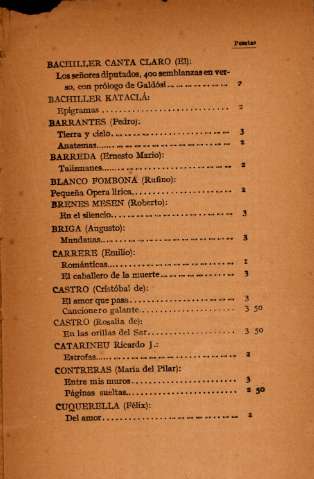 Pesetas
BACHILLER CANTA CLARO (El):
Los señores diputados, 400 semblanzas en ver-
so, con prólogo de Galdós! 2
BACHILLER KATACLÁ:
Epigramas 2
BARRANTES (Pedro):
Tierra y cielo 3
Anatemas 2
BARREDA (Ernesto Mario):
Talismanes 2
BLANCO FOMBONA (Rufino):
Pequeña Opera lírica 2
BRENES MESEN (Roberto):
En el silencio 3
BRIGA (Augusto):
Mundanas 3
CARRERE (Emilio):
Románticas 1
El caballero de la muerte 3
CASTRO (Cristóbal de):
El amor que pasa 3
Cancionero galante 3 50
CASTRO (Rosalía de):
En las orillas del Sar 3 50
CATARINEU Ricardo J.:
Estrofas 2
CONTRERAS (María del Pilar):
Entre mis muros 3
Páginas sueltas 2 50
CUQUERELLA (Félix):
Del amor 2